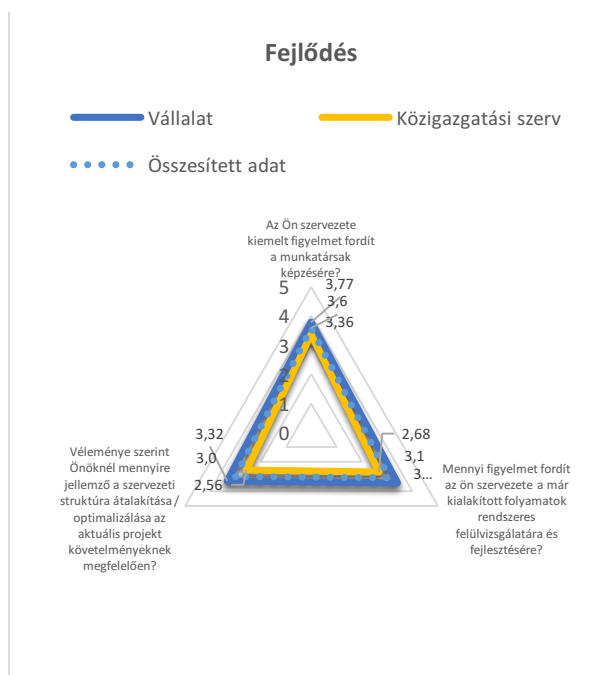 Fejlődés
Vállalat
Közigazgatási szerv
Összesített adat
Az Ön szervezete
kiemelt figyelmet fordít
a munkatársak
képzésére?
5
3,77
4
3,6
3,36
3
2
1
0
3,32
3,0
2,56
2,68
3,1
3...
Véleménye szerint
Önöknél mennyire
jellemző a szervezeti
struktúra átalakítása /
optimalizálása az
aktuális projekt
követelményeknek
megfelelően?
Mennyi figyelmet fordít
az ön szervezete a már
kialakított folyamatok
rendszeres
felülvizsgálatára és
fejlesztésére?